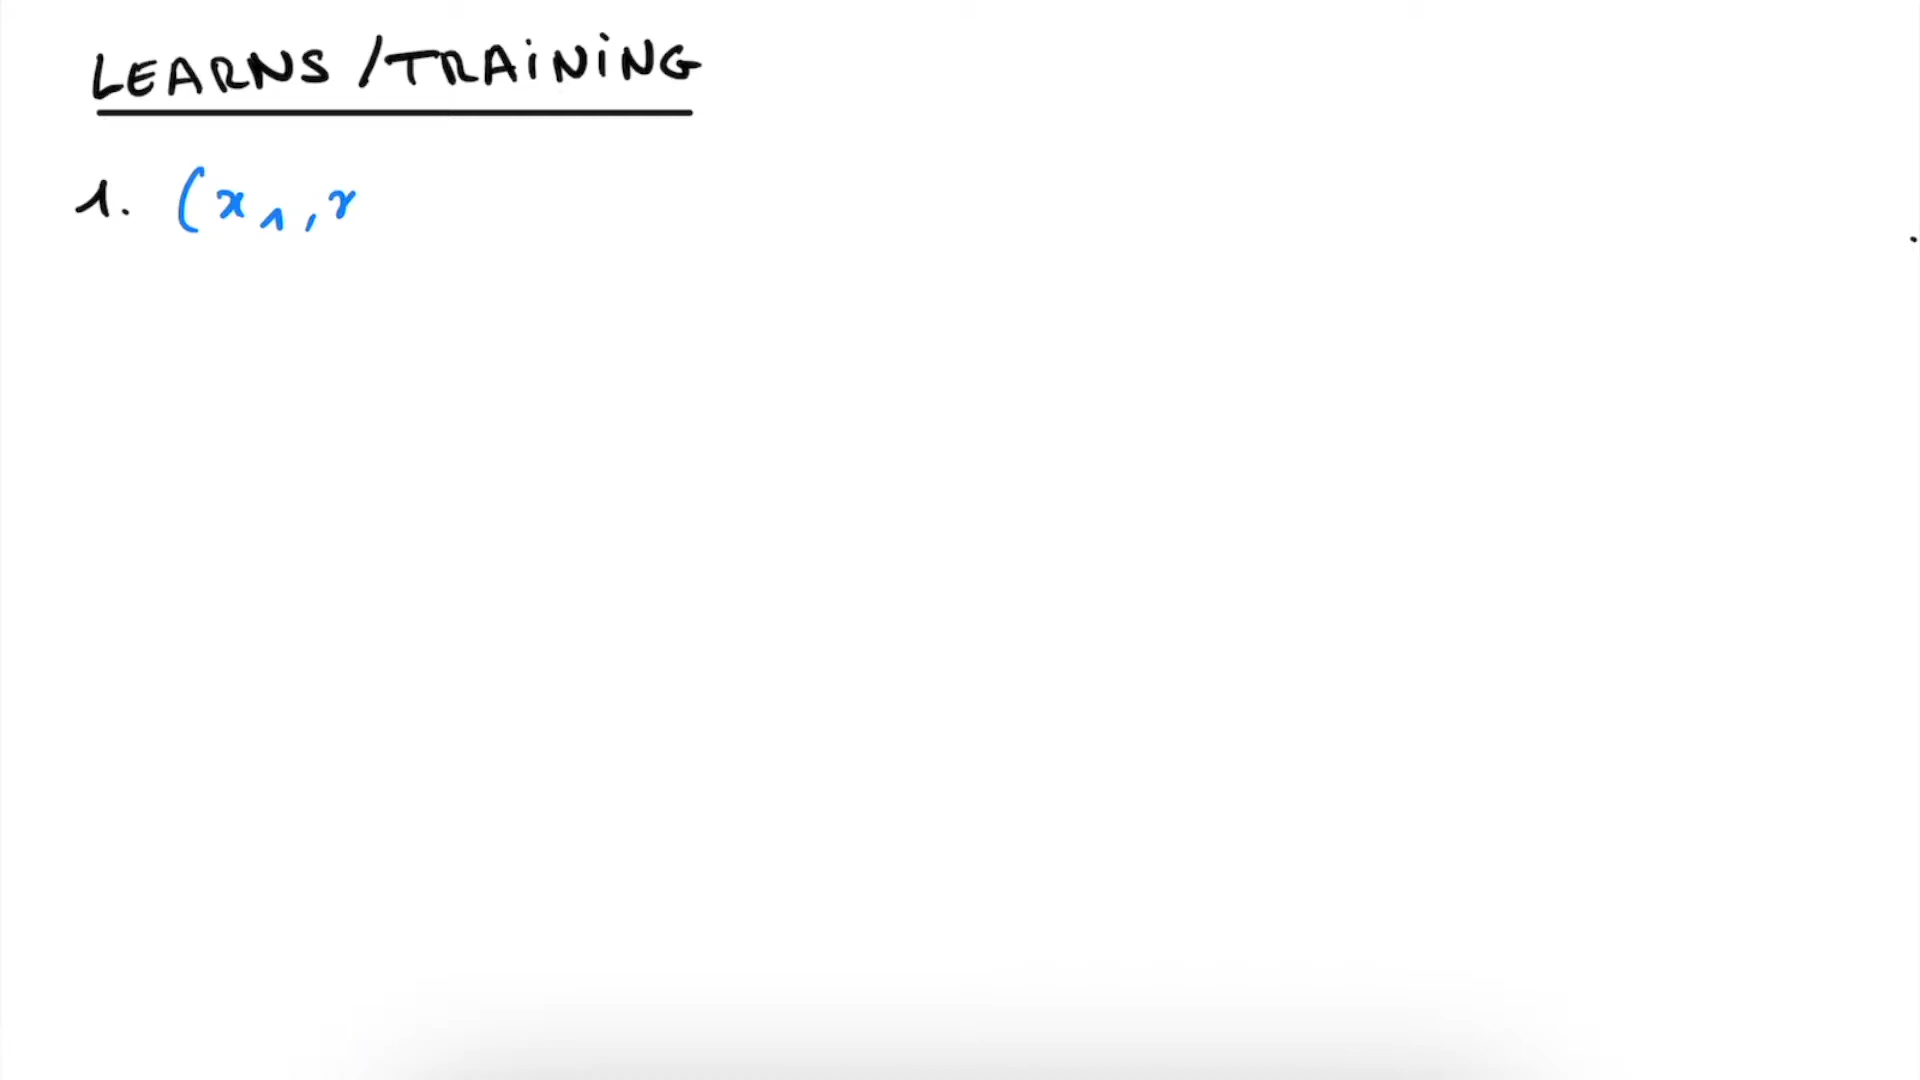 LEARNS / TRAINING
1. (x₁, r